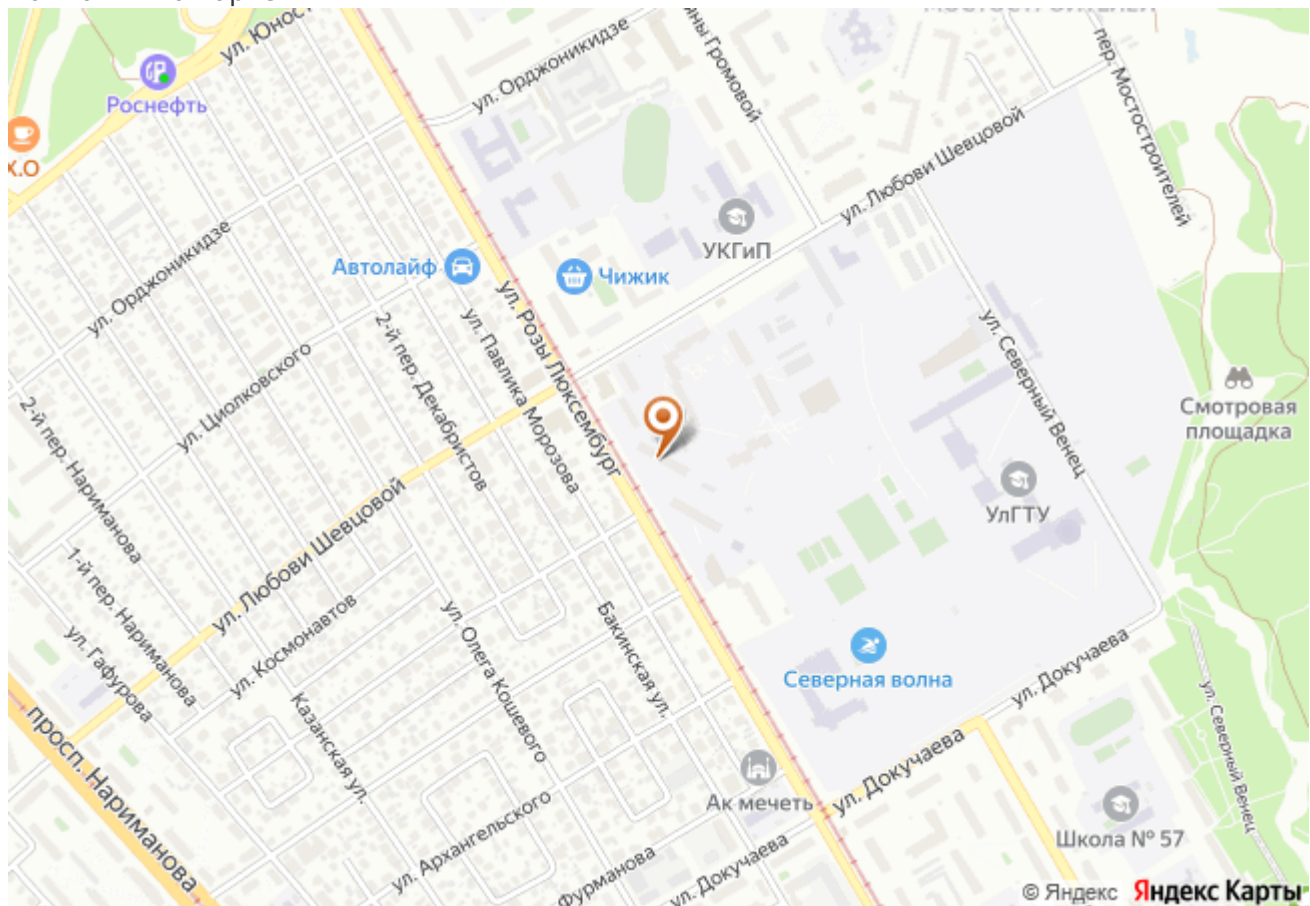 ул. Юнос
МОСТОСТРОИТЕЛЕЙ
ул. Орджоникидзе
ны Громовой
пер. Мостостроителей
Роснефть
Х.О
ул. Любови Шевцовой
УКГиП
ул. Орджоникидзе
Автолайф
Чижик
ул. Розы Люксембург
ул. Павлика Морозова
2-й пер. Декабристов
ул. Циолковского
ул. Северный Венец
Смотровая
площадка
2-й пер. Нариманова
УлГТУ
ул. Любови Шевцовой
1-й пер. Нариманова
ул. Гафурова
ул. Космонавтов
ул. Олега Кошевого
Бакинская ул.
Северная волна
ул. Докучаева
ул. Северный Венец
Казанская ул.
просп. Нариманова
ул. Докучаева
Ак мечеть
ул. Архангельского
Школа № 57
Фурманова
ул. Докучаева
© Яндекс Яндекс Карты